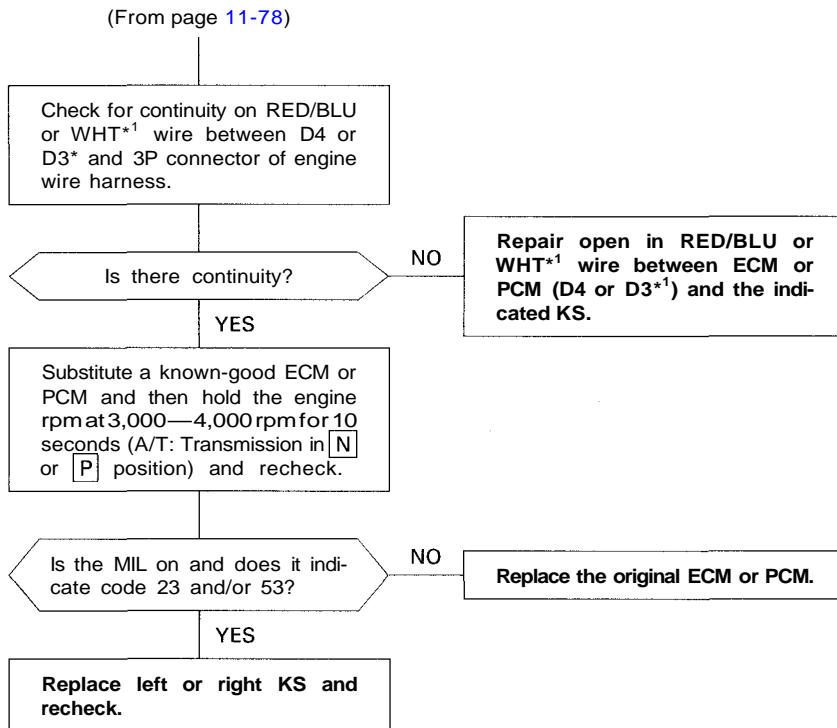 (From page 11-78)
Check for continuity on RED/BLU
or WHT*1 wire between D4 or
D3* and 3P connector of engine
wire harness.
Is there continuity?
NO
Repair open in RED/BLU or
WHT*1 wire between ECM or
PCM (D4 or D3*1) and the indi-
cated KS.
YES
Substitute a known-good ECM or
PCM and then hold the engine
rpm at 3,000—4,000 rpm for 10
seconds (A/T: Transmission in N
or P position) and recheck.
Is the MIL on and does it indi-
cate code 23 and/or 53?
NO
Replace the original ECM or PCM.
YES
Replace left or right KS and
recheck.